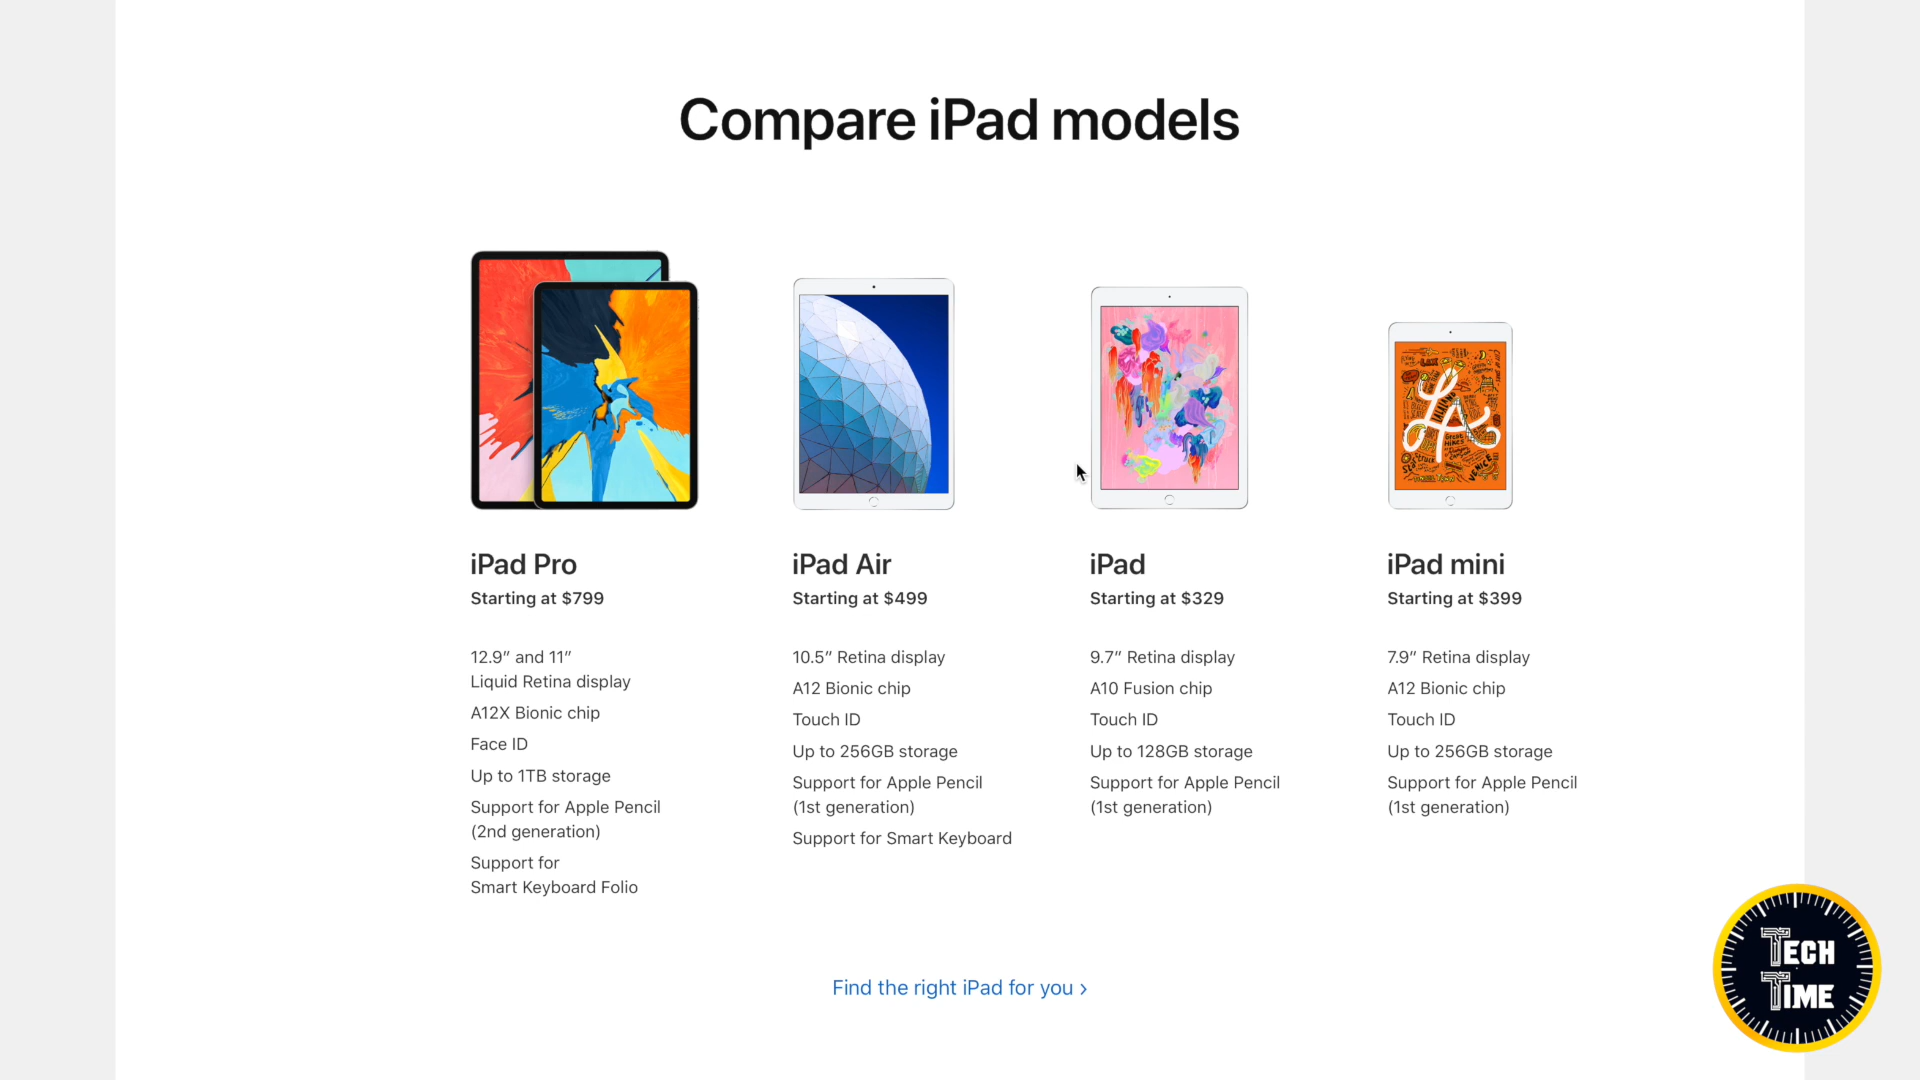 Compare iPad models
iPad Pro
Starting at $799
12.9” and 11”
Liquid Retina display
A12X Bionic chip
Face ID
Up to 1TB storage
Support for Apple Pencil
(2nd generation)
Support for
Smart Keyboard Folio
iPad Air
Starting at $499
10.5” Retina display
A12 Bionic chip
Touch ID
Up to 256GB storage
Support for Apple Pencil
(1st generation)
Support for Smart Keyboard
iPad
Starting at $329
9.7” Retina display
A10 Fusion chip
Touch ID
Up to 128GB storage
Support for Apple Pencil
(1st generation)
LA
VENICE
iPad mini
Starting at $399
7.9” Retina display
A12 Bionic chip
Touch ID
Up to 256GB storage
Support for Apple Pencil
(1st generation)
Find the right iPad for you ›
TECH
TIME